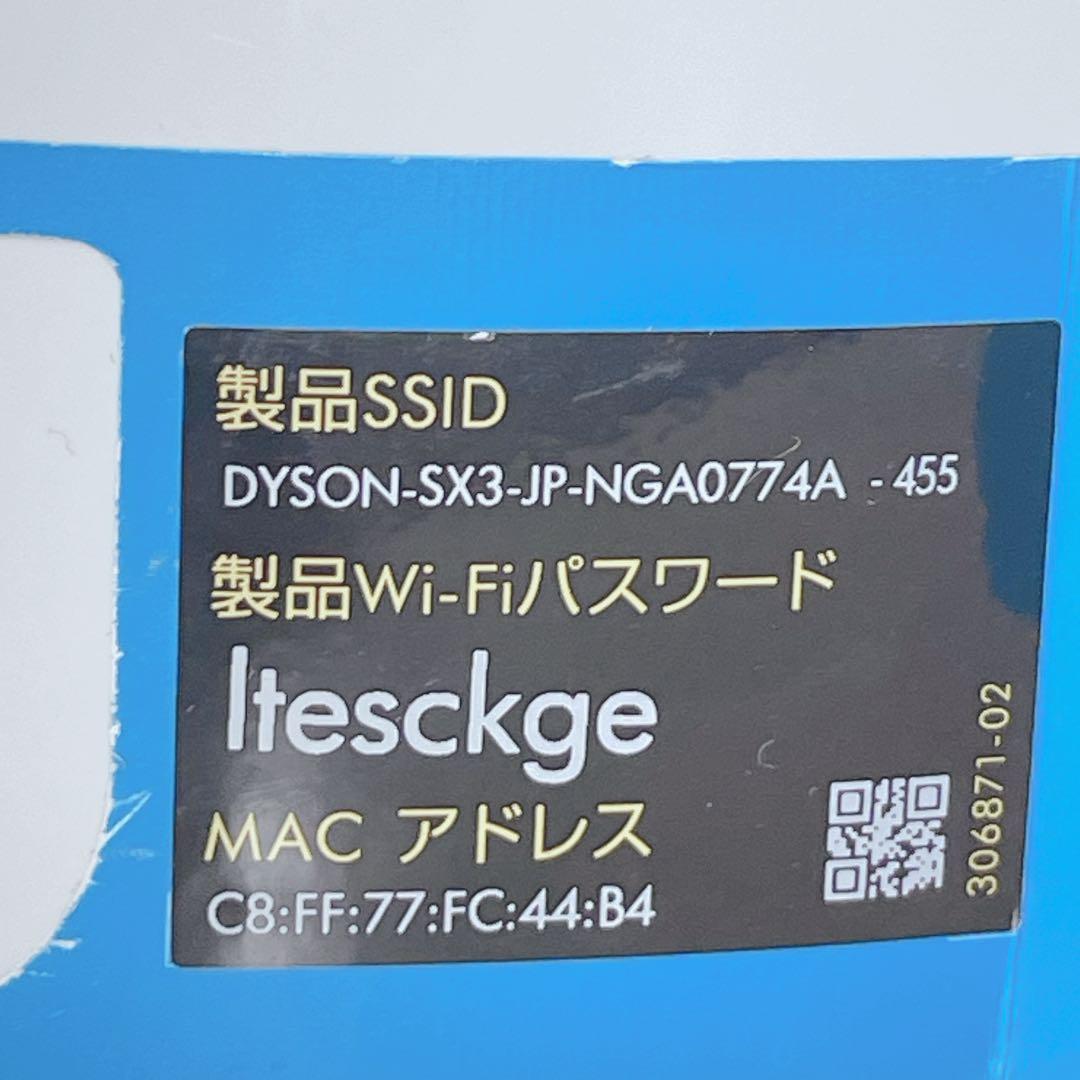 製品SSID
DYSON-SX3-JP-NGA0774A - 455
製品Wi-Fiパスワード
ltesckge
MAC アドレス
C8:FF:77:FC:44:B4
306871-02